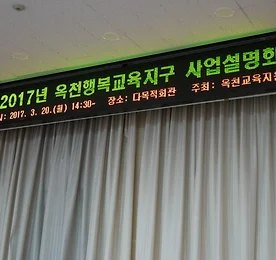 2017년 옥천행복교육지구 사업설명회
: 2017. 3. 20.(월) 14:30- 장소: 다목적회관 주최: 옥천교육지